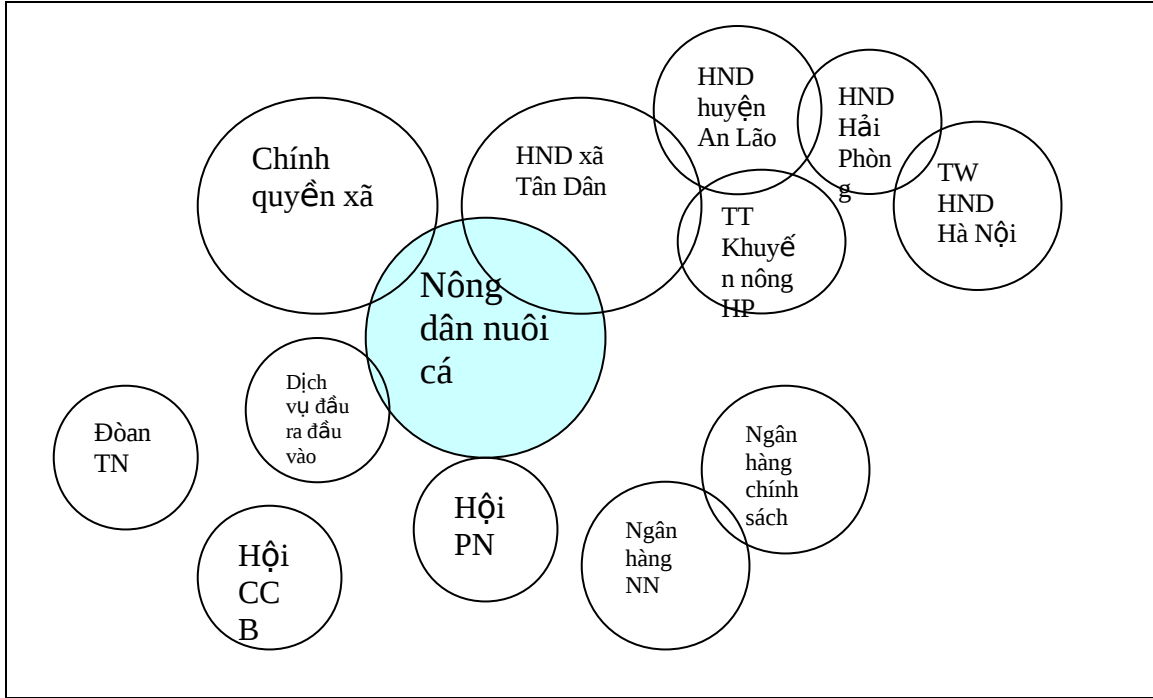 HND
huyện
An Lão
HND
Hải
Phòn
g
Chính
quyền xã
HND xã
Tân Dân
TW
HND
Hà Nội
TT
Khuyế
n nông
HP
Nông
dân nuôi
cá
Dịch
vụ đầu
ra đầu
vào
Đòan
TN
Ngân
hàng
chính
sách
Hội
PN
Ngân
hàng
NN
Hội
CC
B